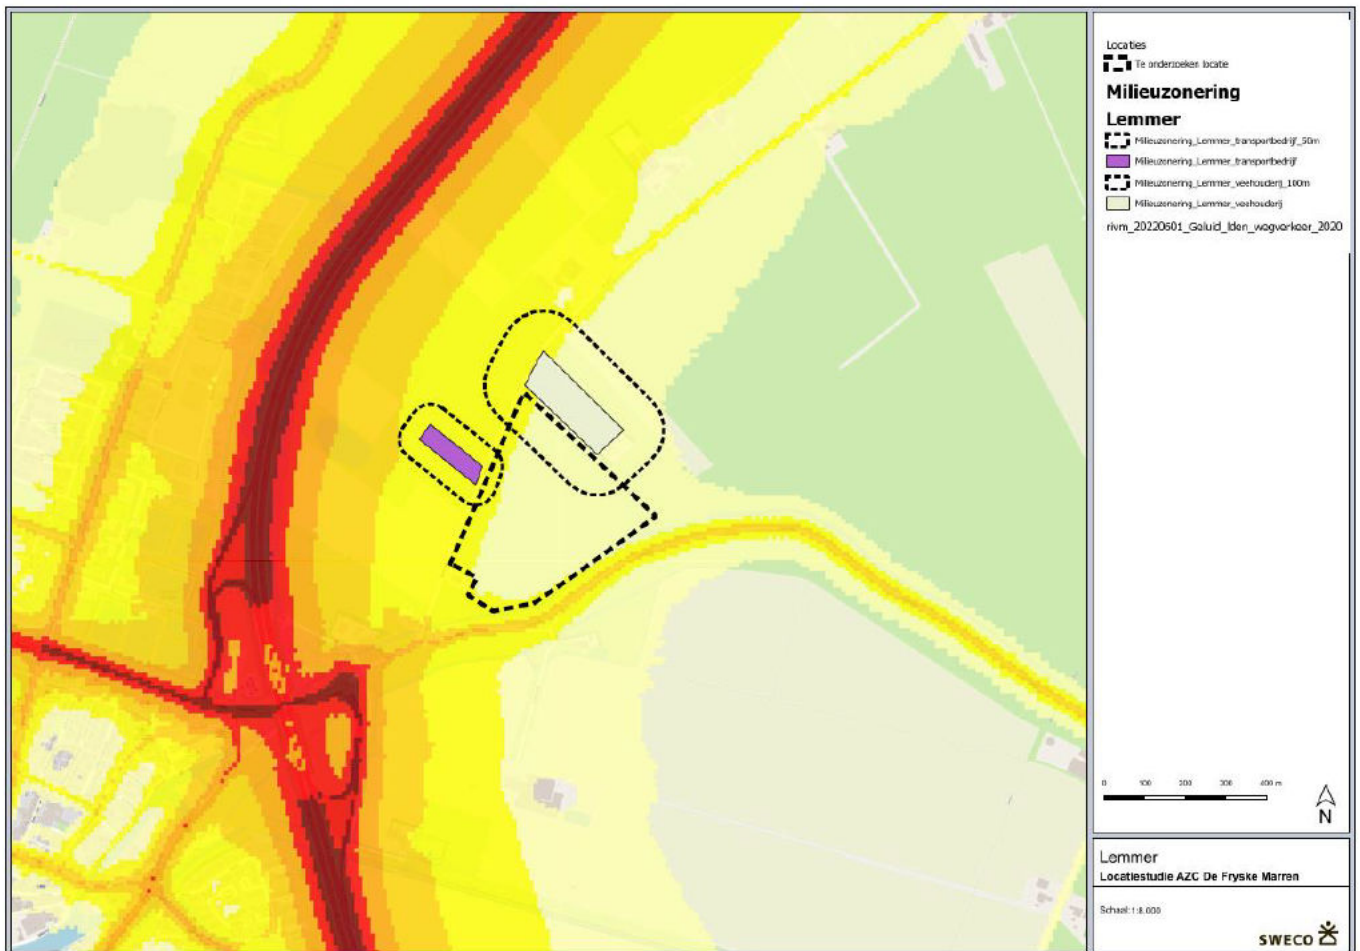 Locaties
Te onderzoeken locatie
Milieuzonering
Lemmer
Milieuzonering_Lemmer_transportbedrijf_50m
Milieuzonering_Lemmer_transportbedrijf
Milieuzonering_Lemmer_veehouderij_100m
Milieuzonering_Lemmer_veehouderij
rivm_20220601_Geluid_lden_wegverkeer_2020
0 100 200 300 400 m
N
Lemmer
Locatiestudie AZC De Fryske Marren
Schaal: 1:8.000
SWECO